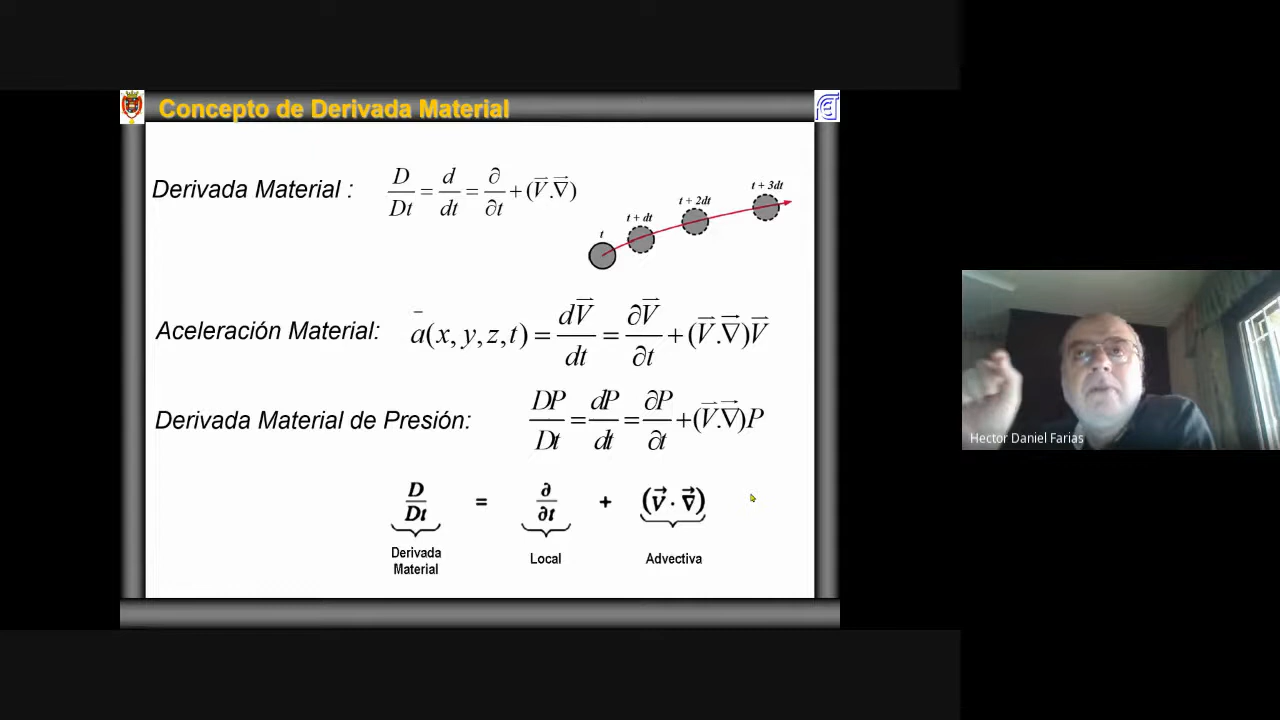 Concepto de Derivada Material
Derivada Material : D/Dt = d/dt = ∂/∂t + (V⃗.∇⃗)
t
t + dt
t + 2dt
t + 3dt
Aceleración Material: a̅(x, y, z, t) = dV⃗/dt = ∂V⃗/∂t + (V⃗.∇⃗)V⃗
Derivada Material de Presión: DP/Dt = dP/dt = ∂P/∂t + (V⃗.∇⃗)P
D/Dt = ∂/∂t + (V⃗ · ∇⃗)
Derivada Material
Local
Advectiva
Hector Daniel Farias